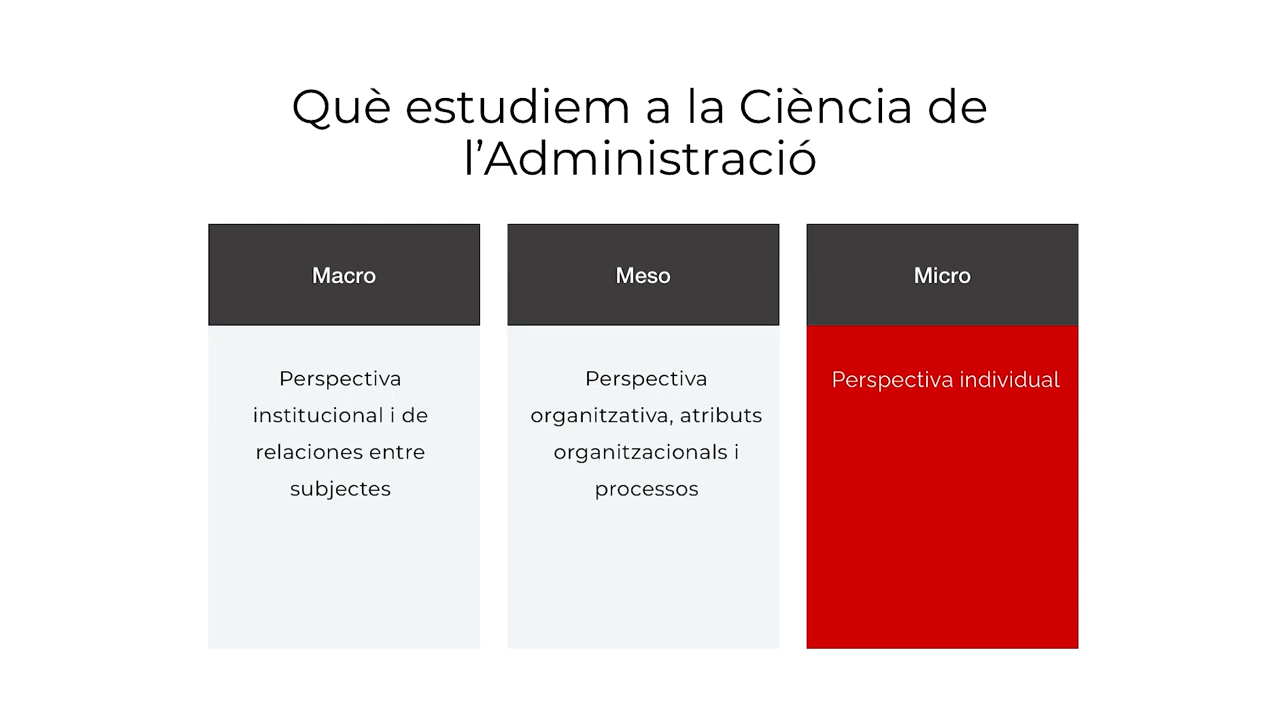 Què estudiem a la Ciència de
l’Administració
Macro
Perspectiva
institucional i de
relaciones entre
subjectes
Meso
Perspectiva
organitzativa, atributs
organitzacionals i
processos
Micro
Perspectiva individual